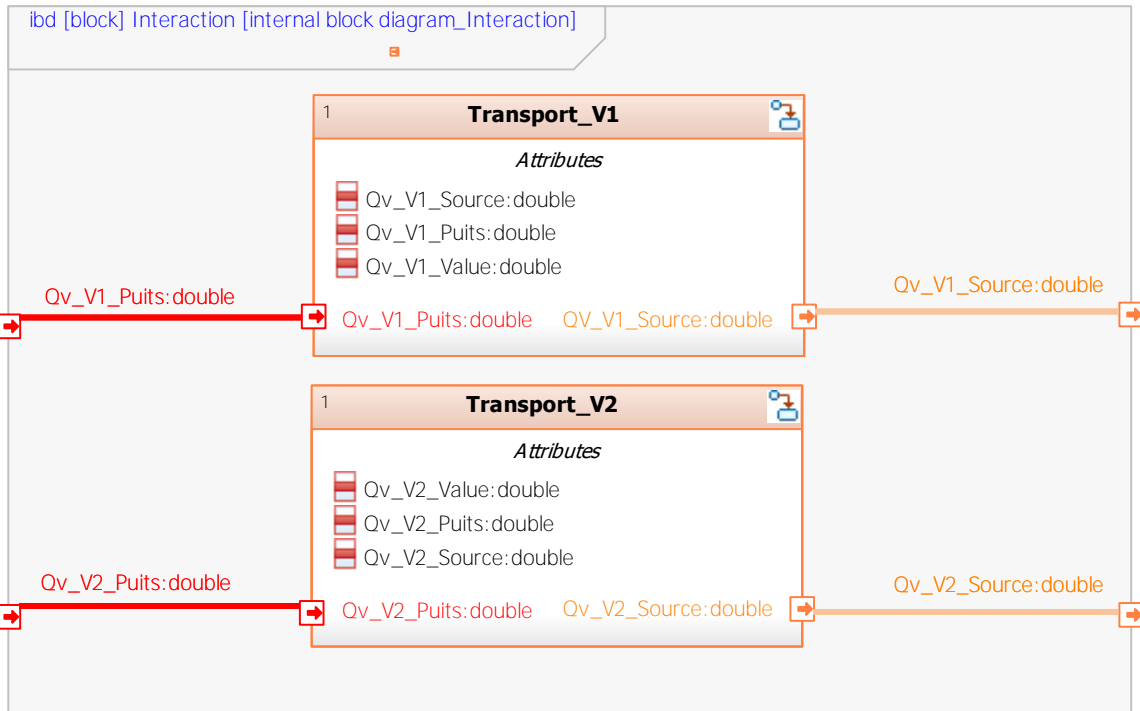 ibd [block] Interaction [internal block diagram_Interaction]
1 Transport_V1
Attributes
Qv_V1_Source:double
Qv_V1_Puits:double
Qv_V1_Value:double
Qv_V1_Puits:double
Qv_V1_Puits:double QV_V1_Source:double
Qv_V1_Source:double
1 Transport_V2
Attributes
Qv_V2_Value:double
Qv_V2_Puits:double
Qv_V2_Source:double
Qv_V2_Puits:double
Qv_V2_Puits:double Qv_V2_Source:double
Qv_V2_Source:double